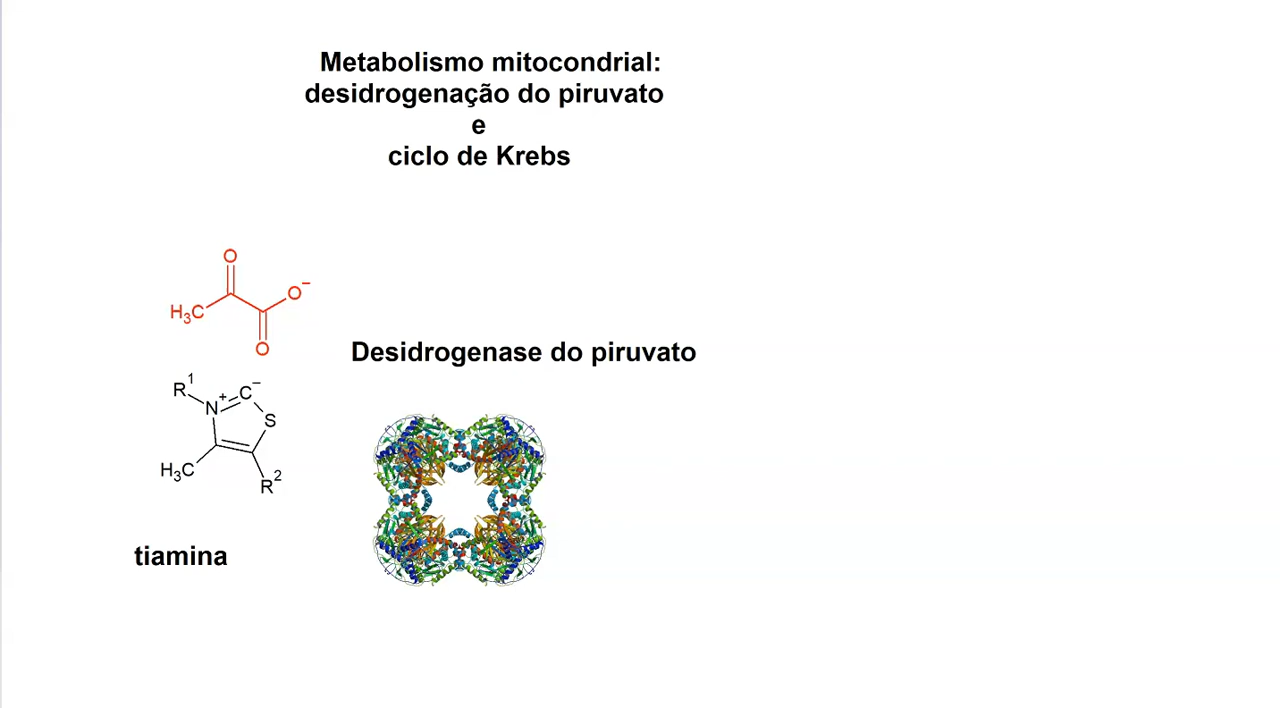 Metabolismo mitocondrial:
desidrogenação do piruvato
e
ciclo de Krebs
O
O⁻
H₃C
O
Desidrogenase do piruvato
R¹
N⁺
C⁻
S
H₃C
R²
tiamina